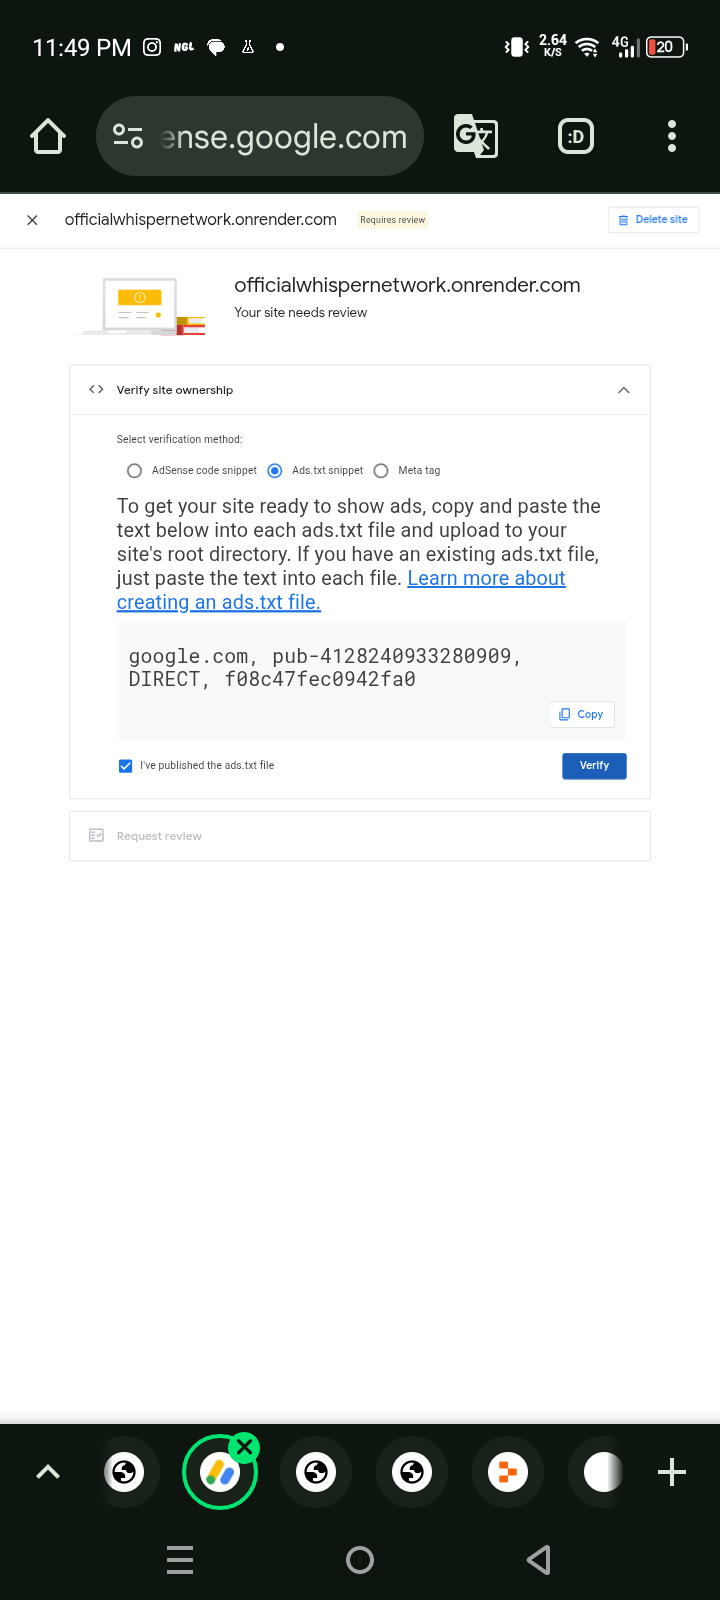 11:49 PM NGL 2.64 K/S 4G 20
ense.google.com :D
officialwhispernetwork.onrender.com Requires review Delete site
officialwhispernetwork.onrender.com
Your site needs review
Verify site ownership
Select verification method:
AdSense code snippet Ads.txt snippet Meta tag
To get your site ready to show ads, copy and paste the
text below into each ads.txt file and upload to your
site's root directory. If you have an existing ads.txt file,
just paste the text into each file. Learn more about
creating an ads.txt file.
google.com, pub-4128240933280909,
DIRECT, f08c47fec0942fa0
Copy
I've published the ads.txt file
Verify
Request review